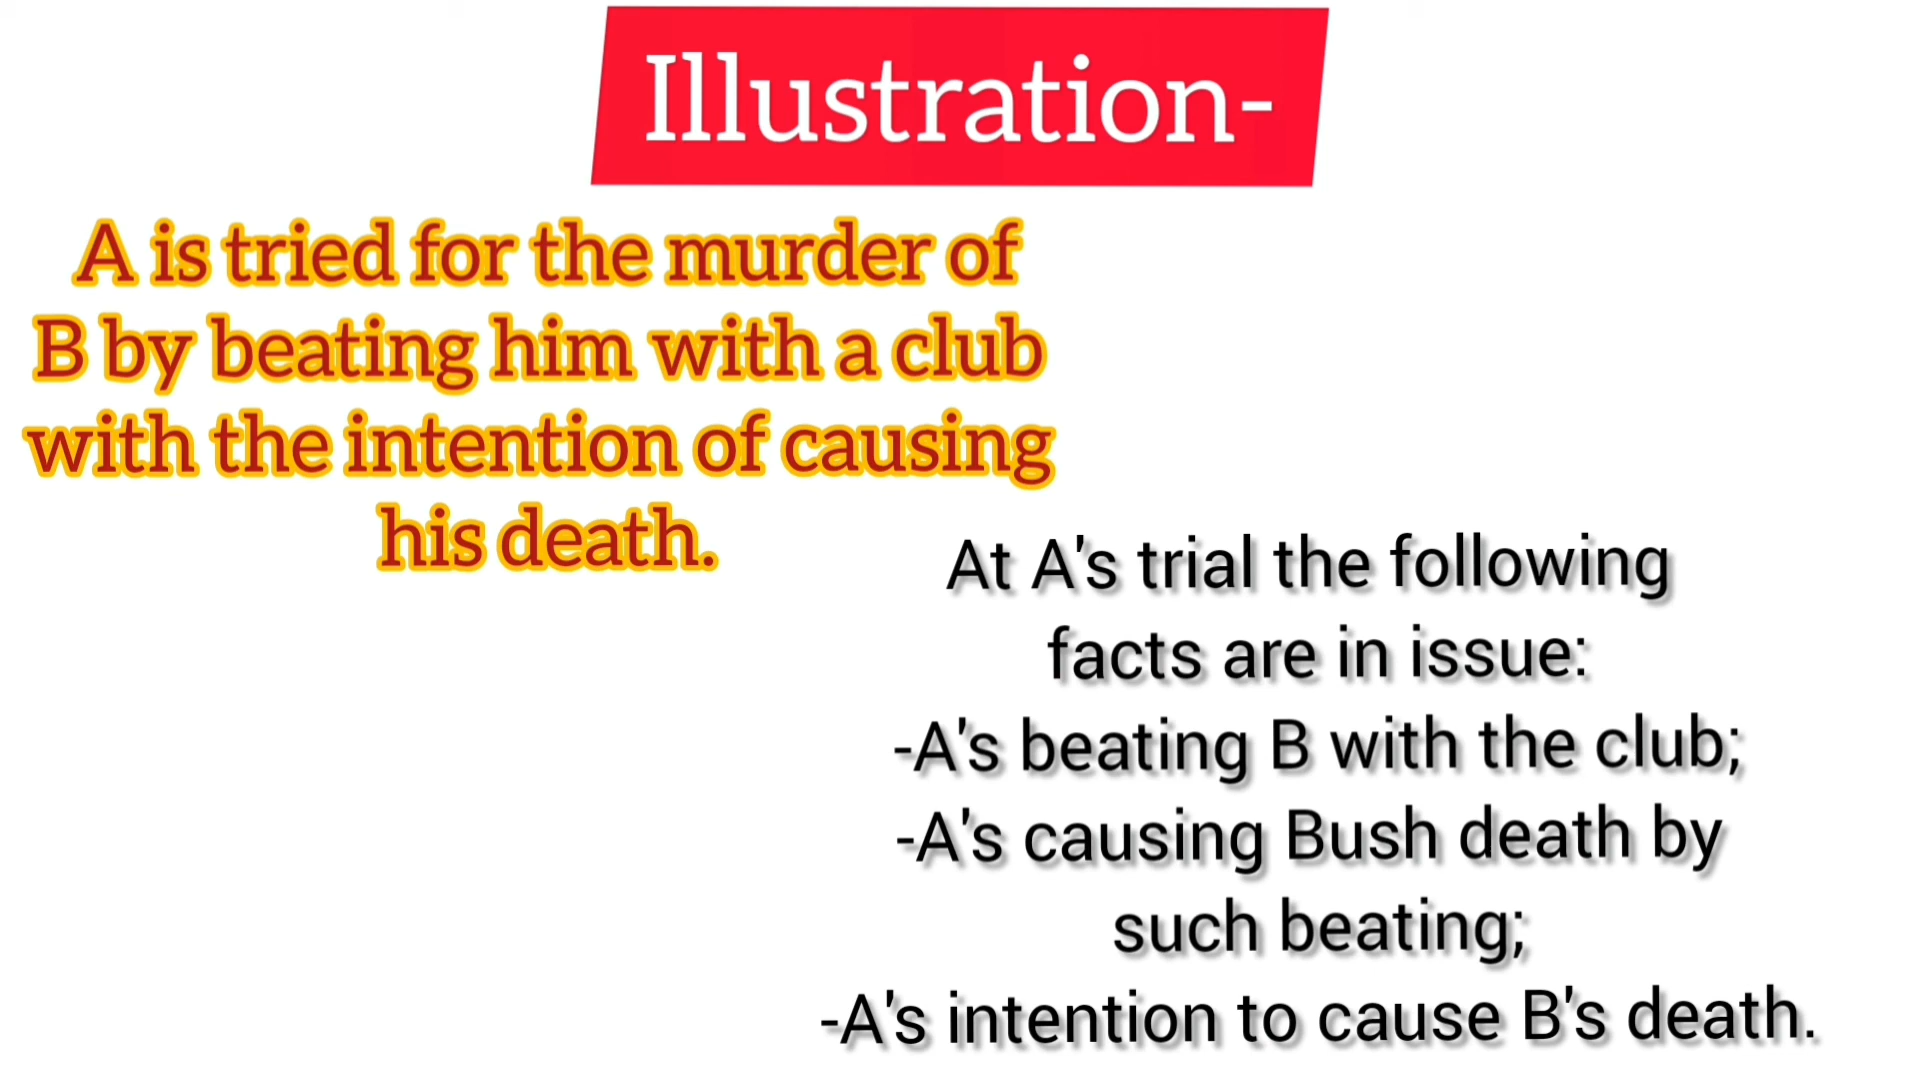 Illustration-
A is tried for the murder of
B by beating him with a club
with the intention of causing
his death.
At A's trial the following
facts are in issue:
-A's beating B with the club;
-A's causing Bush death by
such beating;
-A's intention to cause B's death.